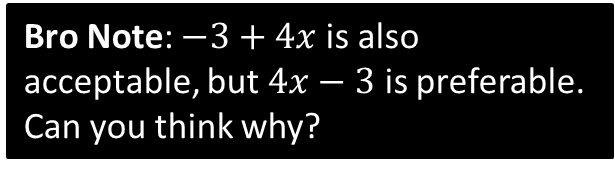 Bro Note: −3 + 4x is also
acceptable, but 4x − 3 is preferable.
Can you think why?